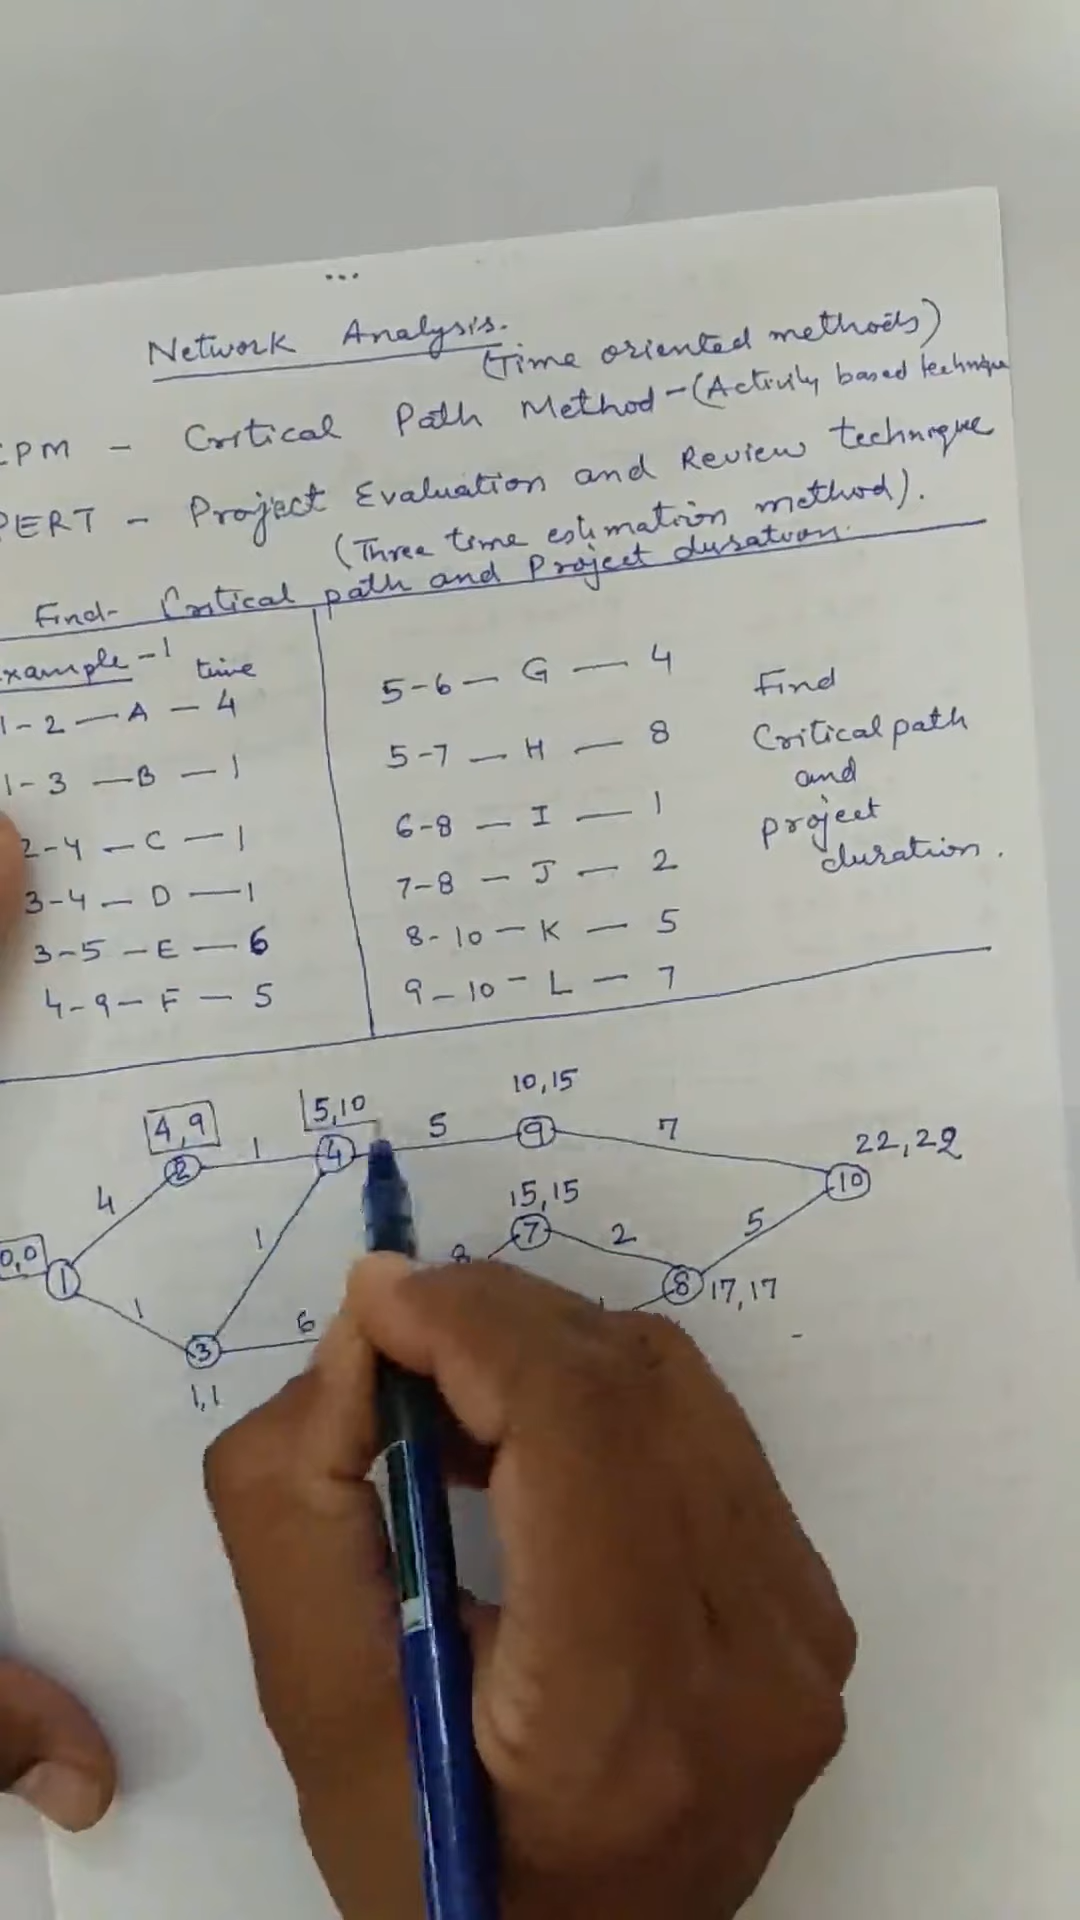 ...
Network Analysis.
(Time oriented methods)
CPM - Critical Path Method - (Activity based technique
PERT - Project Evaluation and Review technique
(Three time estimation method).
Find- Critical path and Project duration.
Example - 1 time
1-2 — A — 4
1-3 — B — 1
2-4 — C — 1
3-4 — D — 1
3-5 — E — 6
4-9 — F — 5
5-6 — G — 4
5-7 — H — 8
6-8 — I — 1
7-8 — J — 2
8-10 — K — 5
9-10 — L — 7
Find
Critical path
and
project
duration.
10,15
4,9
5,10
1
5
7
22,22
2
4
9
10
4
15,15
0,0
1
7
2
5
1
8
8
17,17
1
6
3
1,1